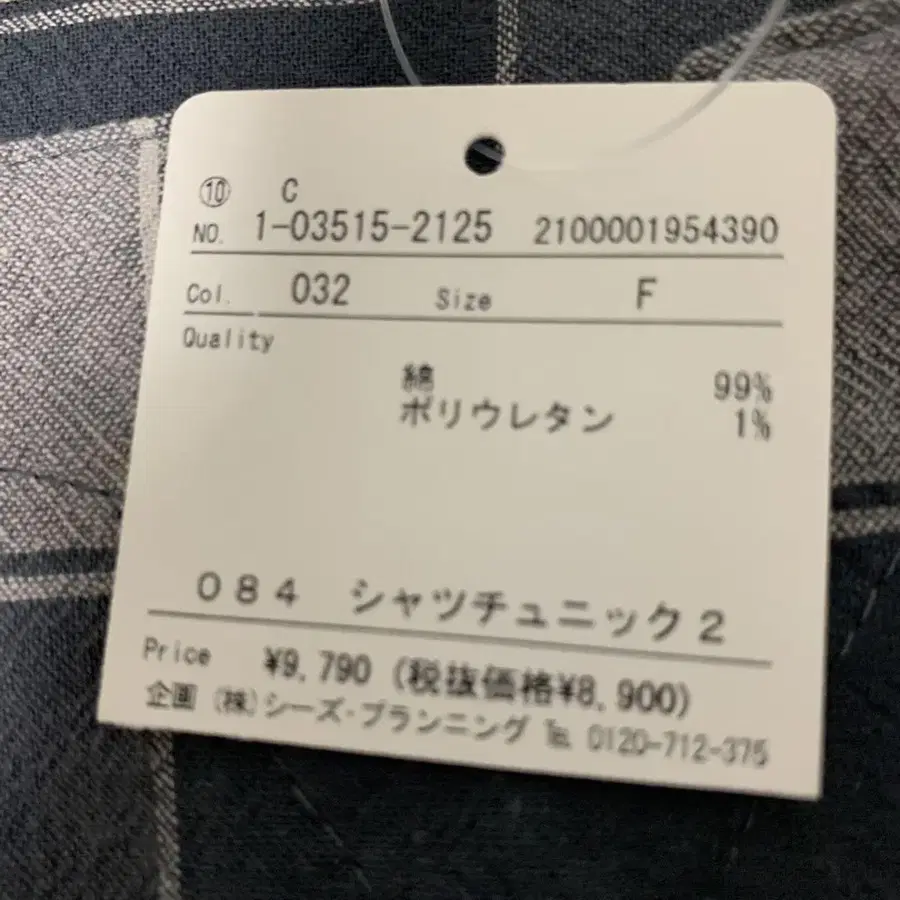 ⑩ C
NO. 1-03515-2125 2100001954390
Col. 032 Size F
Quality
綿 99%
ポリウレタン 1%
084 シャツチュニック2
Price ¥9,790 (税抜価格¥8,900)
企画 (株)シーズ・プランニング ℡ 0120-712-375